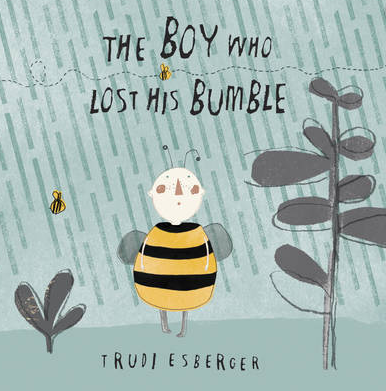 THE BOY WHO
LOST HIS BUMBLE
TRUDI ESBERGER